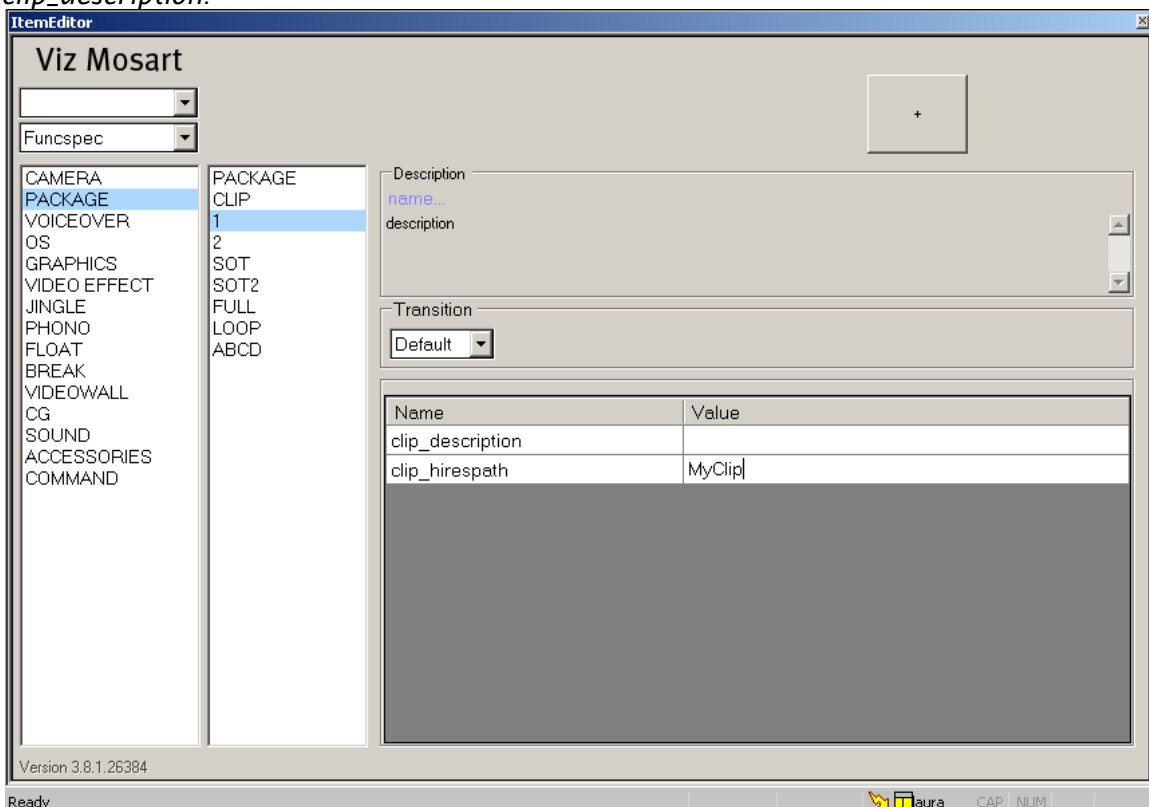 clip_description.
ItemEditor
Viz Mosart
+
Funcspec
CAMERA
PACKAGE
VOICEOVER
OS
GRAPHICS
VIDEO EFFECT
JINGLE
PHONO
FLOAT
BREAK
VIDEOWALL
CG
SOUND
ACCESSORIES
COMMAND
PACKAGE
CLIP
1
2
SOT
SOT2
FULL
LOOP
ABCD
Description
name...
description
Transition
Default
Name Value
clip_description
clip_hirespath MyClip
Version 3.8.1.26384
Ready aura CAP NUM